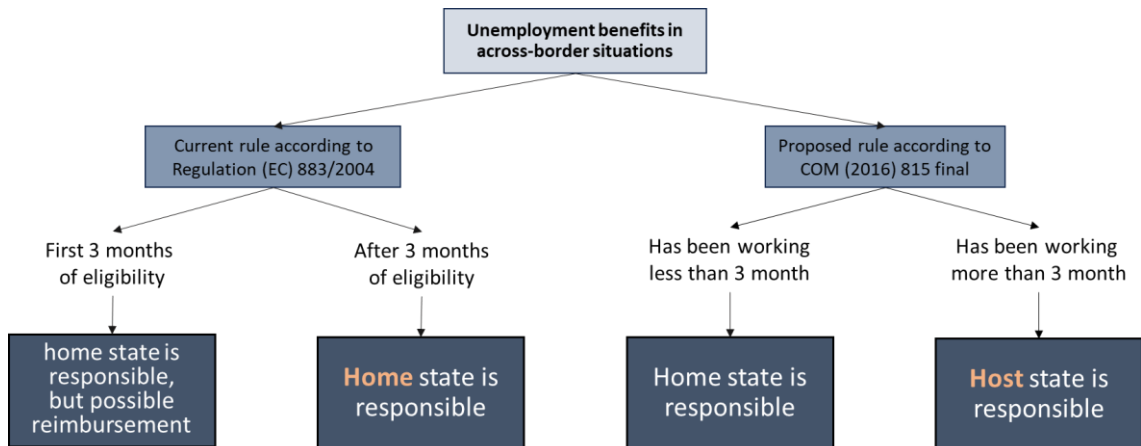 Unemployment benefits in
across-border situations
Current rule according to
Regulation (EC) 883/2004
Proposed rule according to
COM (2016) 815 final
First 3 months
of eligibility
After 3 months
of eligibility
Has been working
less than 3 month
Has been working
more than 3 month
home state is
responsible,
but possible
reimbursement
Home state is
responsible
Home state is
responsible
Host state is
responsible